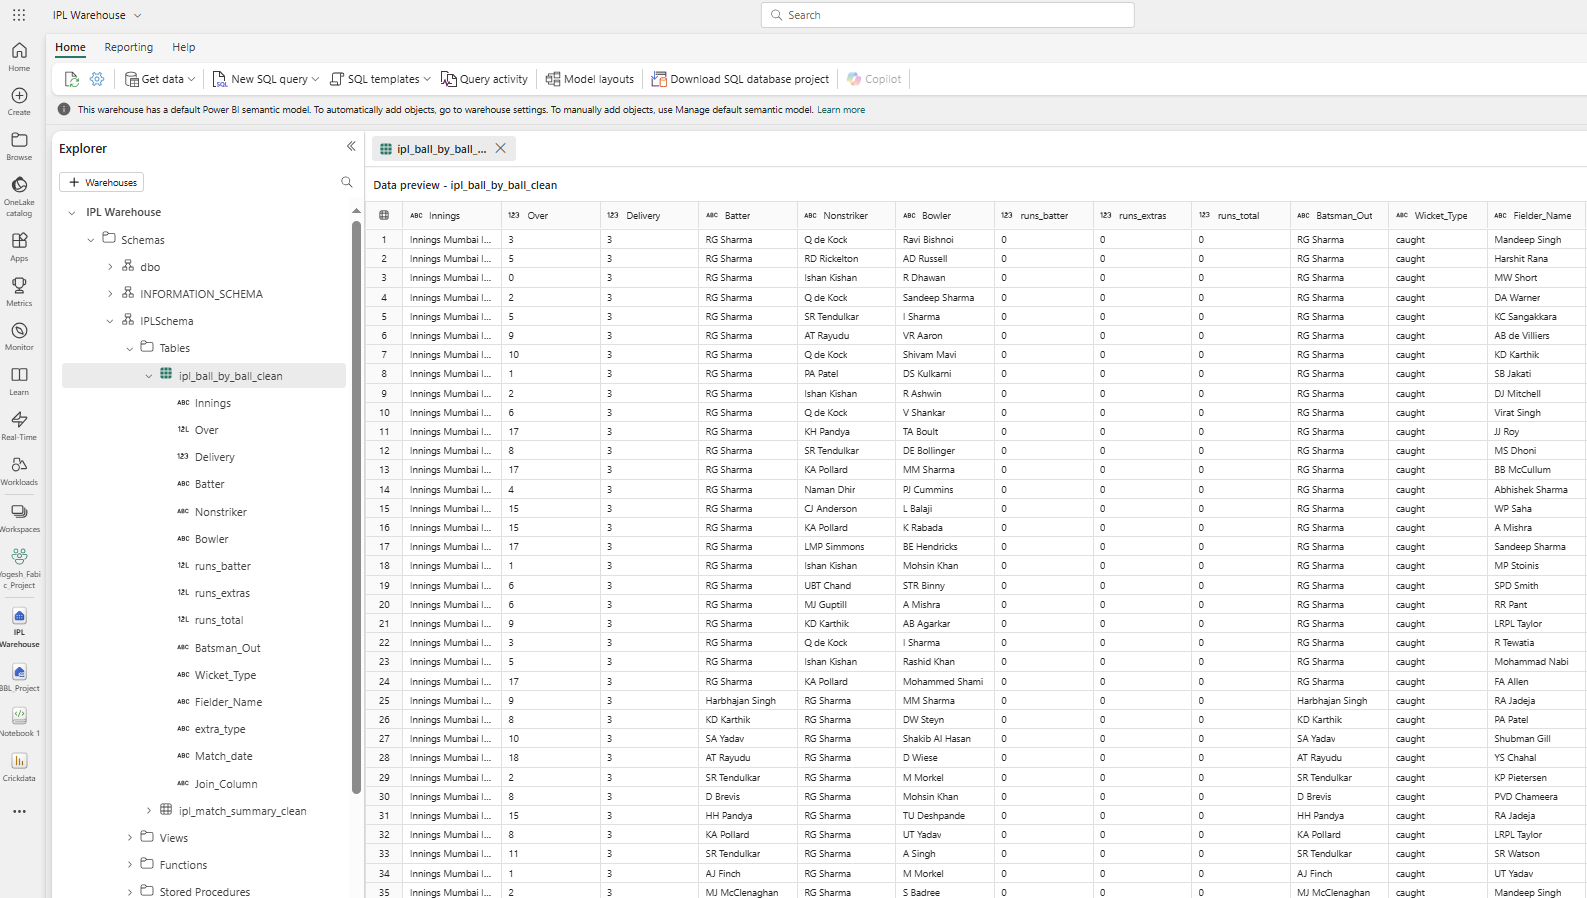 IPL Warehouse
Search
Home
Create
Browse
OneLake
catalog
Apps
Metrics
Monitor
Learn
Real-Time
Workloads
Workspaces
Yogesh_Fabi
c_Project
IPL
Warehouse
BBL_Project
Notebook 1
Crickdata
Home Reporting Help
Get data New SQL query SQL templates Query activity Model layouts Download SQL database project Copilot
This warehouse has a default Power BI semantic model. To automatically add objects, go to warehouse settings. To manually add objects, use Manage default semantic model. Learn more
Explorer
+ Warehouses
IPL Warehouse
Schemas
dbo
INFORMATION_SCHEMA
IPLSchema
Tables
ipl_ball_by_ball_clean
ABC Innings
12L Over
123 Delivery
ABC Batter
ABC Nonstriker
ABC Bowler
12L runs_batter
12L runs_extras
12L runs_total
ABC Batsman_Out
ABC Wicket_Type
ABC Fielder_Name
ABC extra_type
ABC Match_date
ABC Join_Column
ipl_match_summary_clean
Views
Functions
Stored Procedures
ipl_ball_by_ball_...
Data preview - ipl_ball_by_ball_clean
ABC Innings 123 Over 123 Delivery ABC Batter ABC Nonstriker ABC Bowler 123 runs_batter 123 runs_extras 123 runs_total ABC Batsman_Out ABC Wicket_Type ABC Fielder_Name
1 Innings Mumbai I... 3 3 RG Sharma Q de Kock Ravi Bishnoi 0 0 0 RG Sharma caught Mandeep Singh
2 Innings Mumbai I... 5 3 RG Sharma RD Rickelton AD Russell 0 0 0 RG Sharma caught Harshit Rana
3 Innings Mumbai I... 0 3 RG Sharma Ishan Kishan R Dhawan 0 0 0 RG Sharma caught MW Short
4 Innings Mumbai I... 2 3 RG Sharma Q de Kock Sandeep Sharma 0 0 0 RG Sharma caught DA Warner
5 Innings Mumbai I... 5 3 RG Sharma SR Tendulkar I Sharma 0 0 0 RG Sharma caught KC Sangakkara
6 Innings Mumbai I... 9 3 RG Sharma AT Rayudu VR Aaron 0 0 0 RG Sharma caught AB de Villiers
7 Innings Mumbai I... 10 3 RG Sharma Q de Kock Shivam Mavi 0 0 0 RG Sharma caught KD Karthik
8 Innings Mumbai I... 1 3 RG Sharma PA Patel DS Kulkarni 0 0 0 RG Sharma caught SB Jakati
9 Innings Mumbai I... 2 3 RG Sharma Ishan Kishan R Ashwin 0 0 0 RG Sharma caught DJ Mitchell
10 Innings Mumbai I... 6 3 RG Sharma Q de Kock V Shankar 0 0 0 RG Sharma caught Virat Singh
11 Innings Mumbai I... 17 3 RG Sharma KH Pandya TA Boult 0 0 0 RG Sharma caught JJ Roy
12 Innings Mumbai I... 8 3 RG Sharma SR Tendulkar DE Bollinger 0 0 0 RG Sharma caught MS Dhoni
13 Innings Mumbai I... 17 3 RG Sharma KA Pollard MM Sharma 0 0 0 RG Sharma caught BB McCullum
14 Innings Mumbai I... 4 3 RG Sharma Naman Dhir PJ Cummins 0 0 0 RG Sharma caught Abhishek Sharma
15 Innings Mumbai I... 15 3 RG Sharma CJ Anderson L Balaji 0 0 0 RG Sharma caught WP Saha
16 Innings Mumbai I... 15 3 RG Sharma KA Pollard K Rabada 0 0 0 RG Sharma caught A Mishra
17 Innings Mumbai I... 17 3 RG Sharma LMP Simmons BE Hendricks 0 0 0 RG Sharma caught Sandeep Sharma
18 Innings Mumbai I... 1 3 RG Sharma Ishan Kishan Mohsin Khan 0 0 0 RG Sharma caught MP Stoinis
19 Innings Mumbai I... 6 3 RG Sharma UBT Chand STR Binny 0 0 0 RG Sharma caught SPD Smith
20 Innings Mumbai I... 6 3 RG Sharma MJ Guptill A Mishra 0 0 0 RG Sharma caught RR Pant
21 Innings Mumbai I... 9 3 RG Sharma KD Karthik AB Agarkar 0 0 0 RG Sharma caught LRPL Taylor
22 Innings Mumbai I... 3 3 RG Sharma Q de Kock I Sharma 0 0 0 RG Sharma caught R Tewatia
23 Innings Mumbai I... 5 3 RG Sharma Ishan Kishan Rashid Khan 0 0 0 RG Sharma caught Mohammad Nabi
24 Innings Mumbai I... 17 3 RG Sharma KA Pollard Mohammed Shami 0 0 0 RG Sharma caught FA Allen
25 Innings Mumbai I... 9 3 Harbhajan Singh RG Sharma MM Sharma 0 0 0 Harbhajan Singh caught RA Jadeja
26 Innings Mumbai I... 8 3 KD Karthik RG Sharma DW Steyn 0 0 0 KD Karthik caught PA Patel
27 Innings Mumbai I... 10 3 SA Yadav RG Sharma Shakib Al Hasan 0 0 0 SA Yadav caught Shubman Gill
28 Innings Mumbai I... 18 3 AT Rayudu RG Sharma D Wiese 0 0 0 AT Rayudu caught YS Chahal
29 Innings Mumbai I... 2 3 SR Tendulkar RG Sharma M Morkel 0 0 0 SR Tendulkar caught KP Pietersen
30 Innings Mumbai I... 8 3 D Brevis RG Sharma Mohsin Khan 0 0 0 D Brevis caught PVD Chameera
31 Innings Mumbai I... 15 3 HH Pandya RG Sharma TU Deshpande 0 0 0 HH Pandya caught RA Jadeja
32 Innings Mumbai I... 8 3 KA Pollard RG Sharma UT Yadav 0 0 0 KA Pollard caught LRPL Taylor
33 Innings Mumbai I... 11 3 SR Tendulkar RG Sharma A Singh 0 0 0 SR Tendulkar caught SR Watson
34 Innings Mumbai I... 1 3 AJ Finch RG Sharma M Morkel 0 0 0 AJ Finch caught UT Yadav
35 Innings Mumbai I... 2 3 MJ McClenaghan RG Sharma S Badree 0 0 0 MJ McClenaghan caught Mandeep Singh